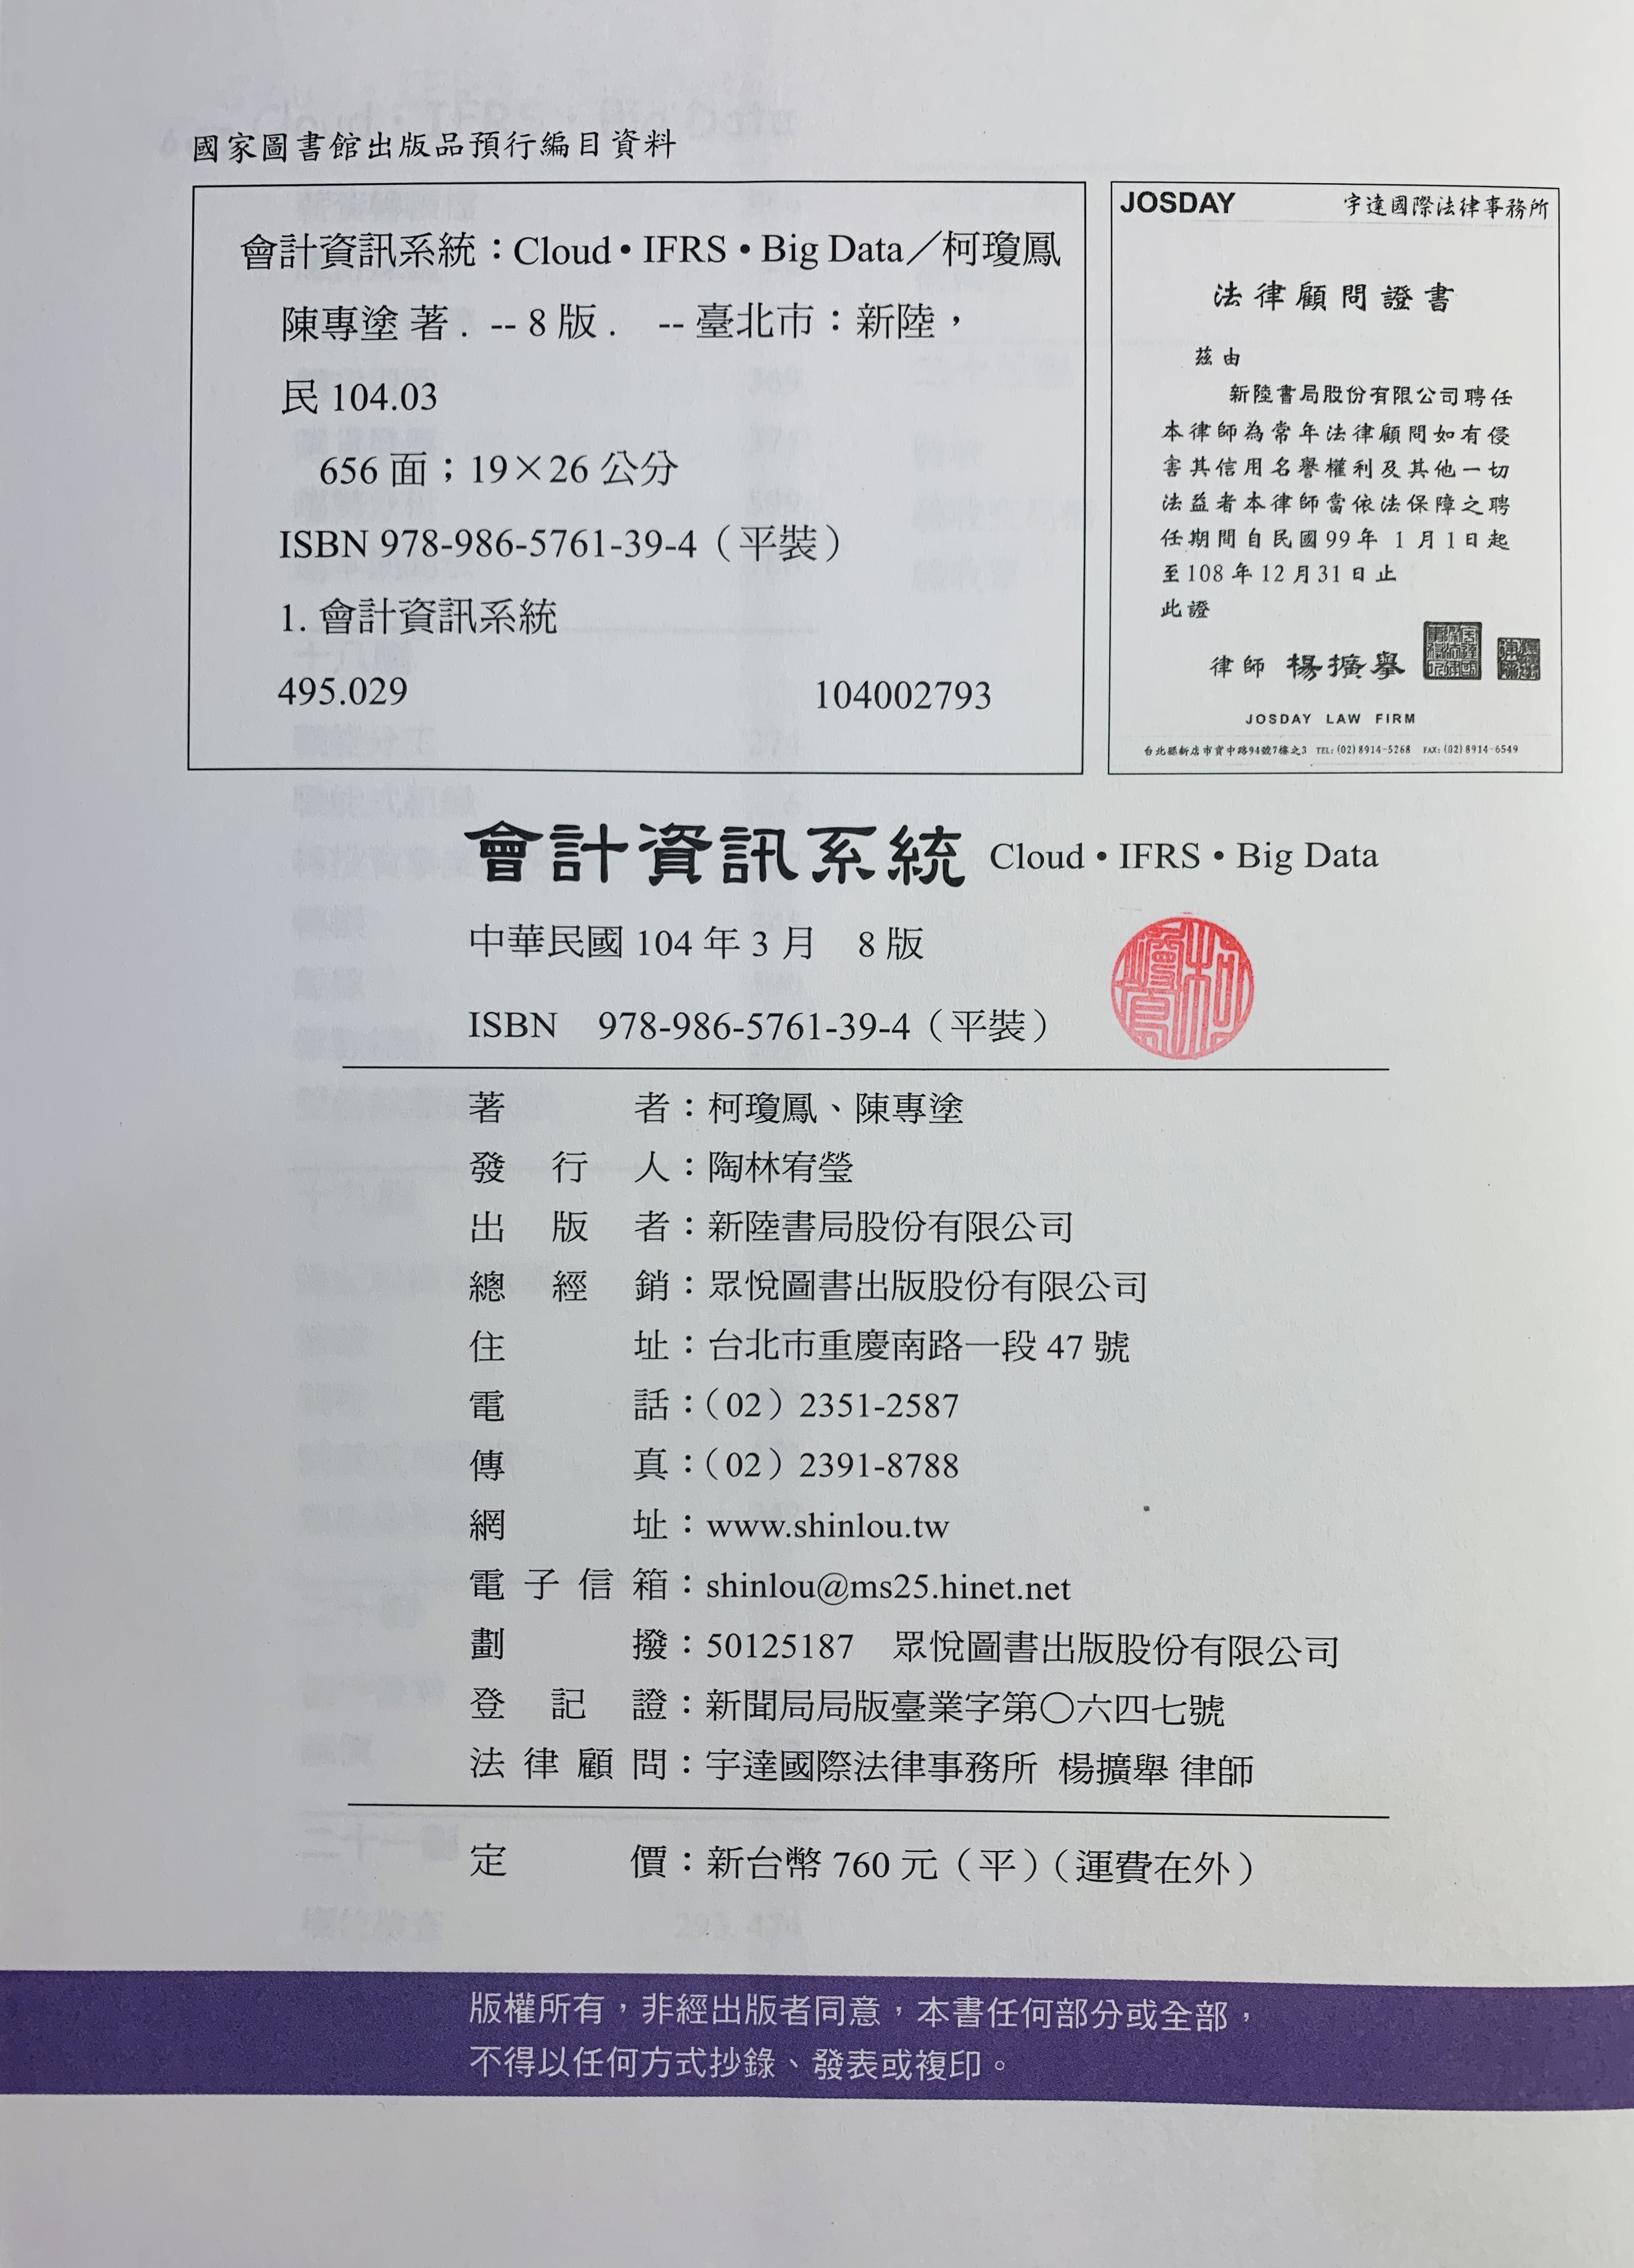 國家圖書館出版品預行編目資料
會計資訊系統：Cloud•IFRS•Big Data／柯瓊鳳
陳專塗 著． -- 8 版． -- 臺北市：新陸，
民 104.03
656 面；19×26 公分
ISBN 978-986-5761-39-4（平裝）
1. 會計資訊系統
495.029 104002793
JOSDAY 宇達國際法律事務所
法律顧問證書
茲由
新陸書局股份有限公司聘任
本律師為常年法律顧問如有侵
害其信用名譽權利及其他一切
法益者本律師當依法保障之聘
任期間自民國99年 1月1日起
至108年12月31日止
此證
律師 楊擴舉
JOSDAY LAW FIRM
台北縣新店市寶中路94號7樓之3 TEL:(02)8914-5268 FAX:(02)8914-6549
會計資訊系統 Cloud•IFRS•Big Data
中華民國 104 年 3 月 8 版
ISBN 978-986-5761-39-4（平裝）
著者：柯瓊鳳、陳專塗
發行人：陶林宥瑩
出版者：新陸書局股份有限公司
總經銷：眾悅圖書出版股份有限公司
住址：台北市重慶南路一段 47 號
電話：（02）2351-2587
傳真：（02）2391-8788
網址：www.shinlou.tw
電子信箱：shinlou@ms25.hinet.net
劃撥：50125187 眾悅圖書出版股份有限公司
登記證：新聞局局版臺業字第〇六四七號
法律顧問：宇達國際法律事務所 楊擴舉 律師
定價：新台幣 760 元（平）（運費在外）
版權所有，非經出版者同意，本書任何部分或全部，
不得以任何方式抄錄、發表或複印。